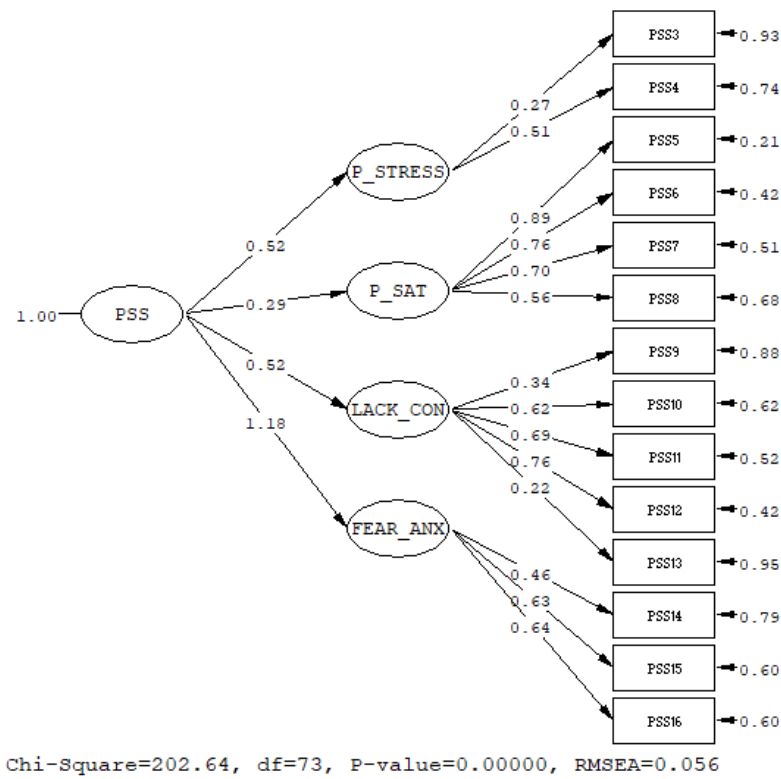 PSS3
0.93
PSS4
0.74
0.27
0.51
PSS5
0.21
P_STRESS
PSS6
0.42
0.89
0.52
0.76
PSS7
0.51
0.70
P_SAT
0.56
PSS8
0.68
0.29
1.00
PSS
PSS9
0.88
0.52
0.34
PSS10
0.62
0.62
LACK_CON
1.18
0.69
PSS11
0.52
0.76
0.22
PSS12
0.42
FEAR_ANX
PSS13
0.95
0.46
0.63
PSS14
0.79
0.64
PSS15
0.60
PSS16
0.60
Chi-Square=202.64, df=73, P-value=0.00000, RMSEA=0.056